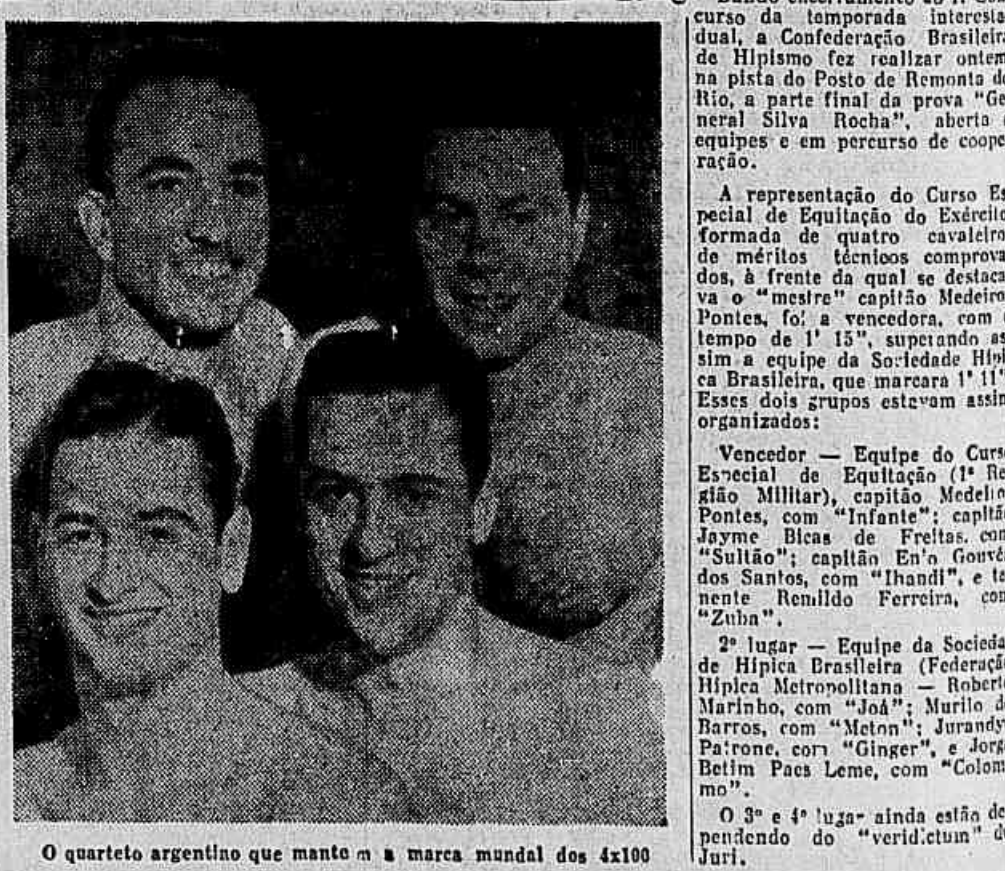 O quarteto argentino que mantem a marca mundal dos 4x100
curso da temporada interesta
dual, a Confederação Brasileira
de Hipismo fez realizar ontem
na pista do Posto de Remonta do
Rio, a parte final da prova "Ge
neral Silva Rocha", aberta
equipes e em percurso de coope
ração.
A representação do Curso Es
pecial de Equitação do Exército
formada de quatro cavaleiro
de méritos técnicos comprova
dos, à frente da qual se destaca
va o "mestre" capitão Medeiro
Pontes, foi a vencedora, com
tempo de 1' 15", superando as
sim a equipe da Sociedade Hípi
ca Brasileira, que marcara 1' 11"
Esses dois grupos estavam assim
organizados:
Vencedor — Equipe do Curso
Especial de Equitação (1ª Re
gião Militar), capitão Medeiro
Pontes, com "Infante"; capitão
Jayme Bicas de Freitas, com
"Sultão"; capitão En'o Gouvêa
dos Santos, com "Ihandi", e te
nente Remildo Ferreira, com
"Zuba".
2º lugar — Equipe da Socieda
de Hípica Brasileira (Federação
Hípica Metropolitana — Roberto
Marinho, com "Joá"; Murilo de
Barros, com "Meton"; Jurandyr
Patrone, com "Ginger", e Jorge
Betim Paes Leme, com "Colom
mo".
O 3º e 4º lugar ainda estão de
pendendo do "veridictum" d
Juri.